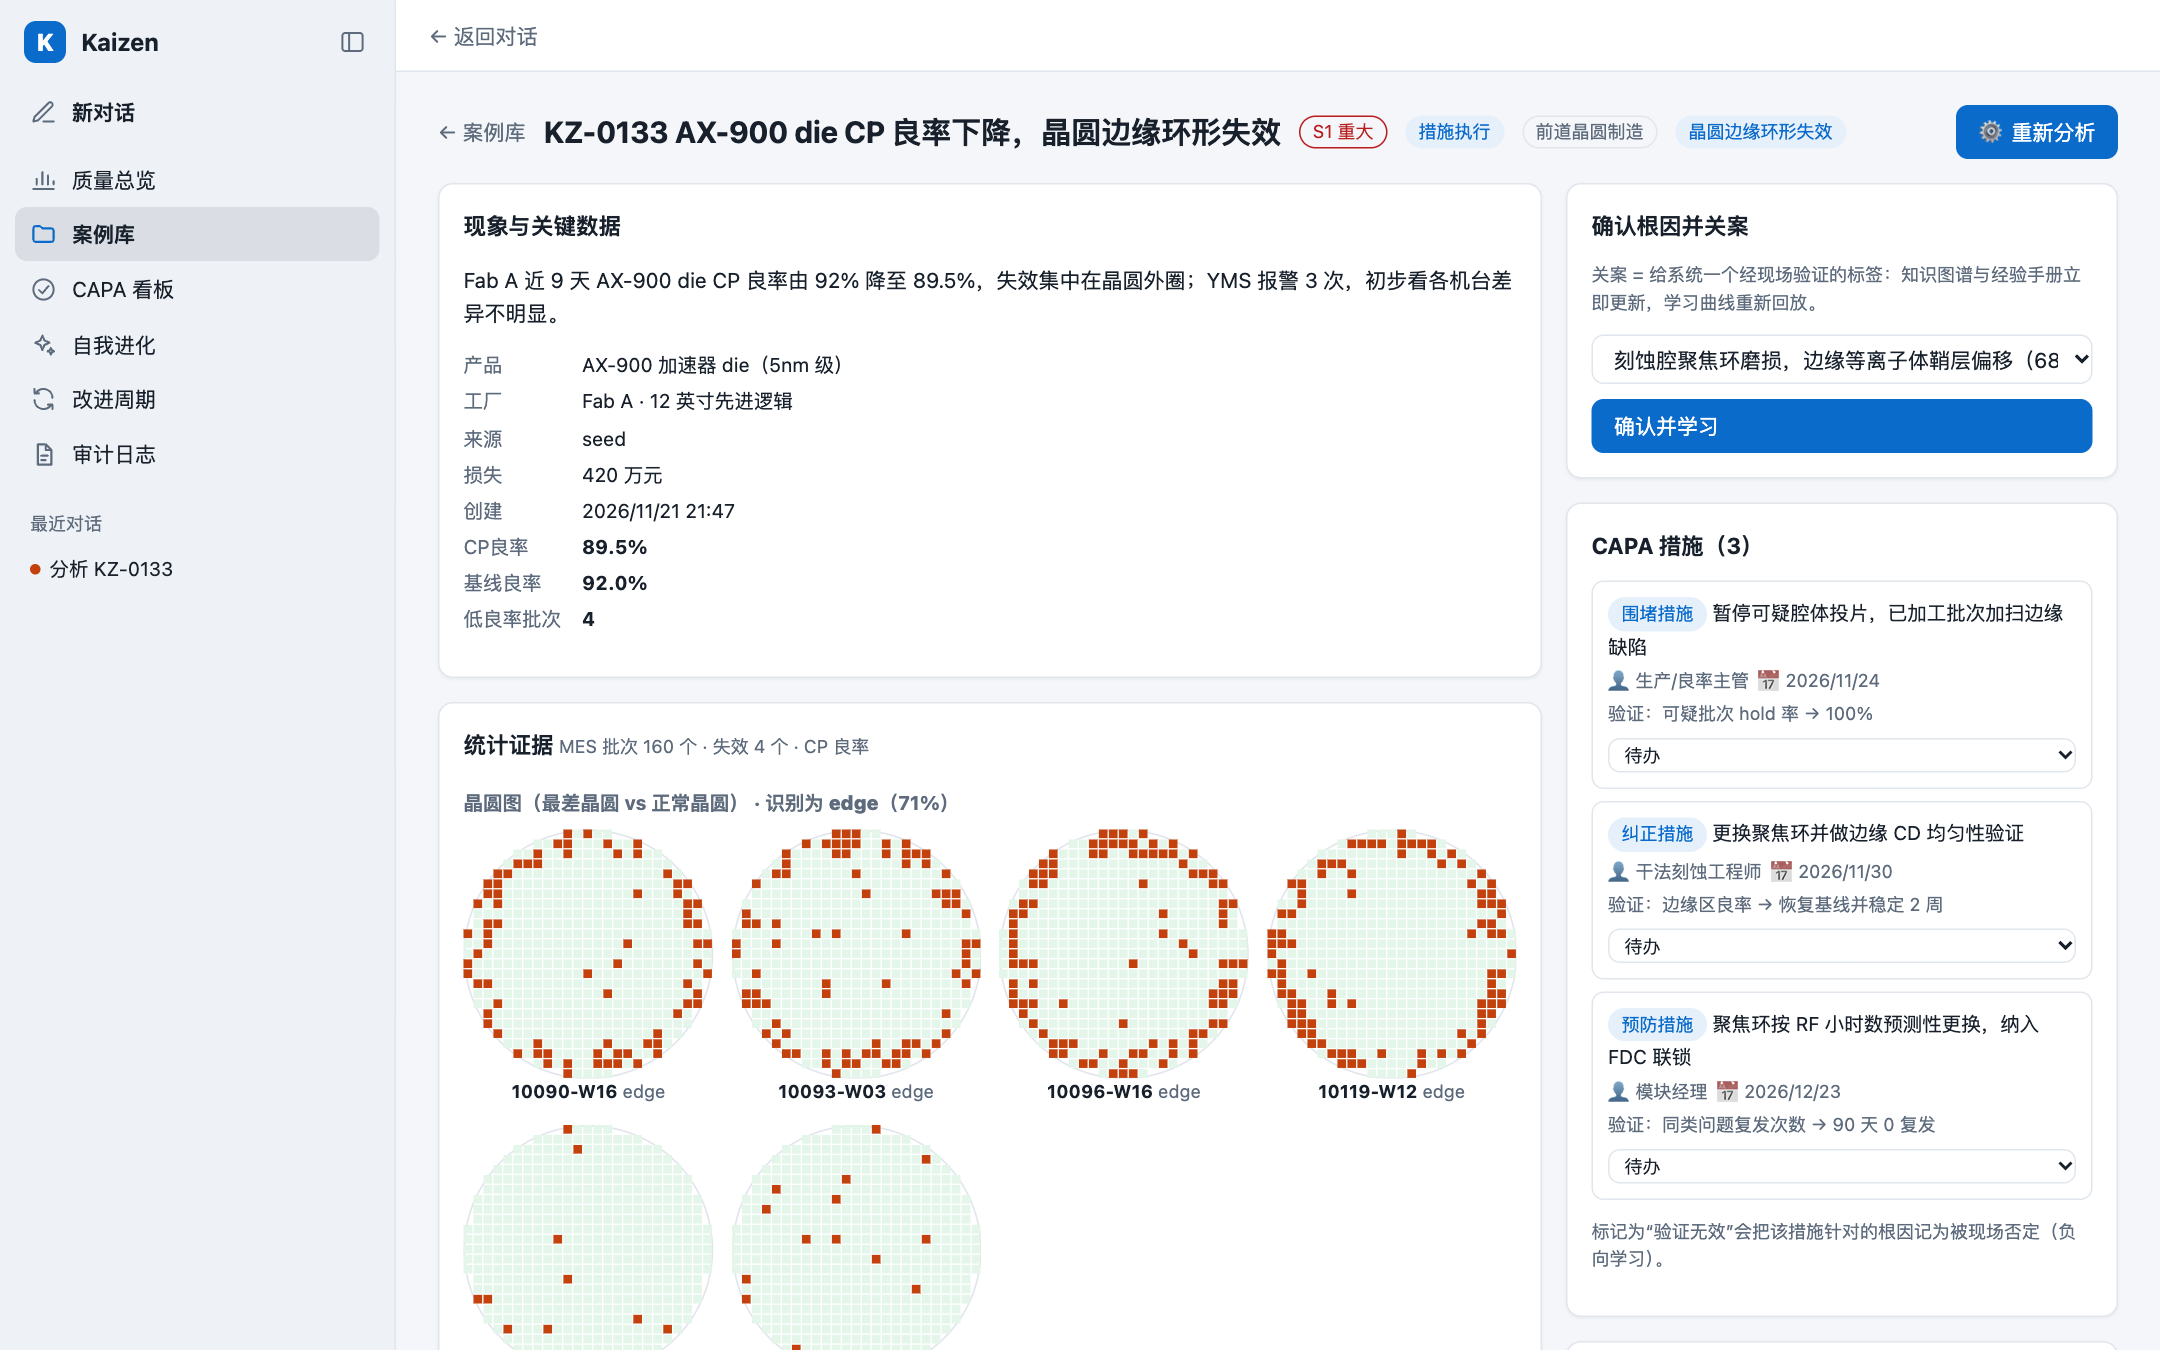 K Kaizen
新对话
质量总览
案例库
CAPA 看板
自我进化
改进周期
审计日志
最近对话
分析 KZ-0133
← 返回对话
← 案例库 KZ-0133 AX-900 die CP 良率下降，晶圆边缘环形失效 S1 重大 措施执行 前道晶圆制造 晶圆边缘环形失效 重新分析
现象与关键数据
Fab A 近 9 天 AX-900 die CP 良率由 92% 降至 89.5%，失效集中在晶圆外圈；YMS 报警 3 次，初步看各机台差
异不明显。
产品 AX-900 加速器 die（5nm 级）
工厂 Fab A · 12 英寸先进逻辑
来源 seed
损失 420 万元
创建 2026/11/21 21:47
CP良率 89.5%
基线良率 92.0%
低良率批次 4
统计证据 MES 批次 160 个 · 失效 4 个 · CP 良率
晶圆图（最差晶圆 vs 正常晶圆） · 识别为 edge（71%）
10090-W16 edge
10093-W03 edge
10096-W16 edge
10119-W12 edge
确认根因并关案
关案 = 给系统一个经现场验证的标签：知识图谱与经验手册立
即更新，学习曲线重新回放。
刻蚀腔聚焦环磨损，边缘等离子体鞘层偏移（68
确认并学习
CAPA 措施（3）
围堵措施 暂停可疑腔体投片，已加工批次加扫边缘
缺陷
生产/良率主管 17 2026/11/24
验证：可疑批次 hold 率 → 100%
待办
纠正措施 更换聚焦环并做边缘 CD 均匀性验证
干法刻蚀工程师 17 2026/11/30
验证：边缘区良率 → 恢复基线并稳定 2 周
待办
预防措施 聚焦环按 RF 小时数预测性更换，纳入
FDC 联锁
模块经理 17 2026/12/23
验证：同类问题复发次数 → 90 天 0 复发
待办
标记为“验证无效”会把该措施针对的根因记为被现场否定（负
向学习）。